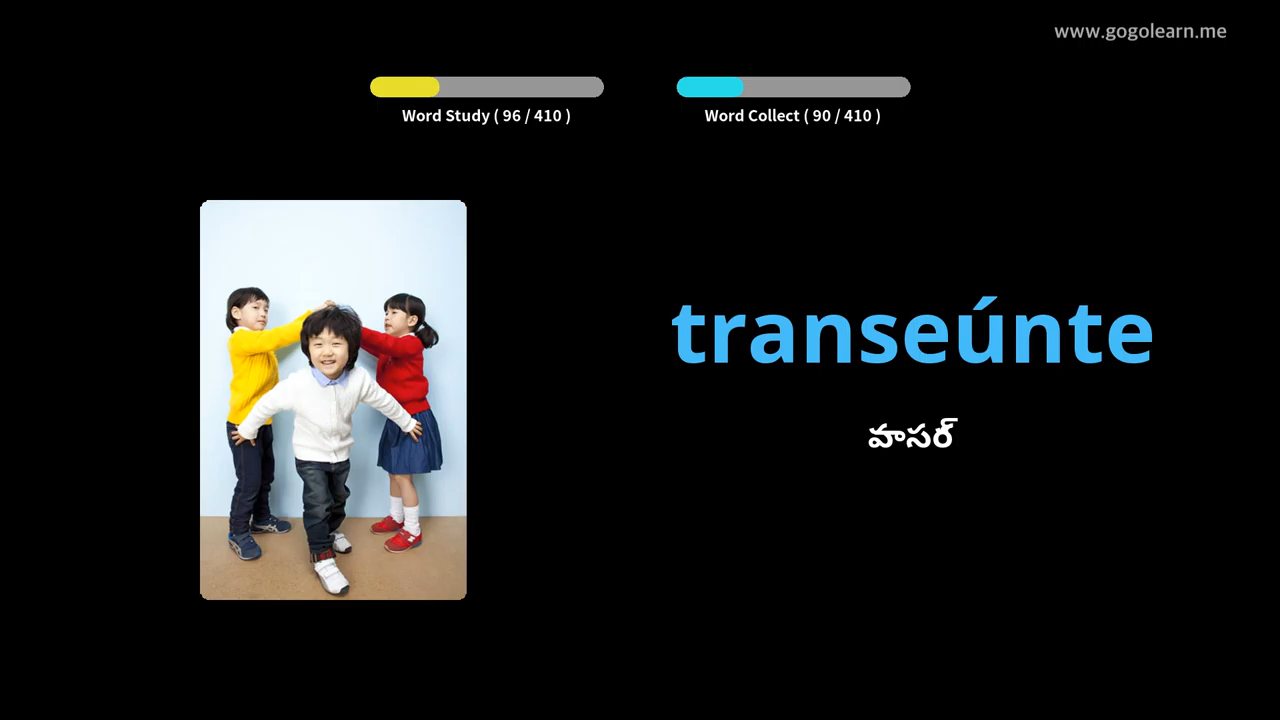 www.gogolearn.me
Word Study ( 96 / 410 )
Word Collect ( 90 / 410 )
transeúnte
వాసర్